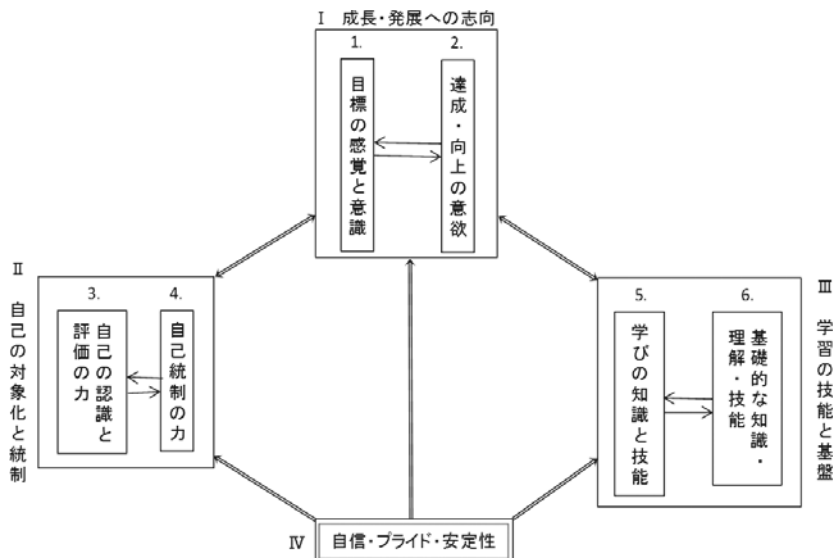 Ⅰ 成長・発展への志向
1.
目標の感覚と意識
2.
達成・向上の意欲
Ⅱ 自己の対象化と統制
3.
自己の認識と
評価の力
4.
自己統制の力
Ⅲ 学習の技能と基盤
5.
学びの知識と技能
6.
基礎的な知識・
理解・技能
Ⅳ 自信・プライド・安定性